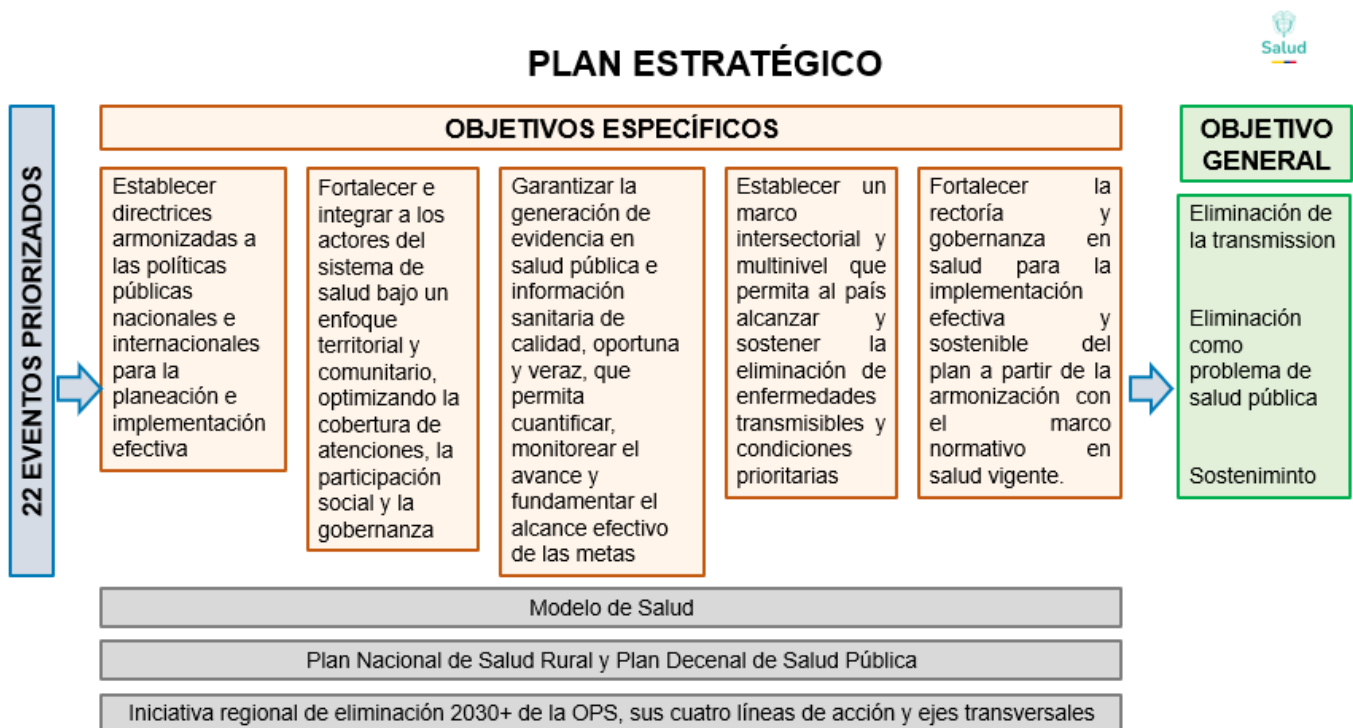 Salud
PLAN ESTRATÉGICO
22 EVENTOS PRIORIZADOS
OBJETIVOS ESPECÍFICOS
Establecer
directrices
armonizadas a
las políticas
públicas
nacionales e
internacionales
para la
planeación e
implementación
efectiva
Fortalecer e
integrar a los
actores del
sistema de
salud bajo un
enfoque
territorial y
comunitario,
optimizando la
cobertura de
atenciones, la
participación
social y la
gobernanza
Garantizar la
generación de
evidencia en
salud pública e
información
sanitaria de
calidad, oportuna
y veraz, que
permita
cuantificar,
monitorear el
avance y
fundamentar el
alcance efectivo
de las metas
Establecer un
marco
intersectorial y
multinivel que
permita al país
alcanzar y
sostener la
eliminación de
enfermedades
transmisibles y
condiciones
prioritarias
Fortalecer la
rectoría y
gobernanza en
salud para la
implementación
efectiva y
sostenible del
plan a partir de la
armonización con
el marco
normativo en
salud vigente.
OBJETIVO
GENERAL
Eliminación de
la transmission
Eliminación
como
problema de
salud pública
Sosteniminto
Modelo de Salud
Plan Nacional de Salud Rural y Plan Decenal de Salud Pública
Iniciativa regional de eliminación 2030+ de la OPS, sus cuatro líneas de acción y ejes transversales